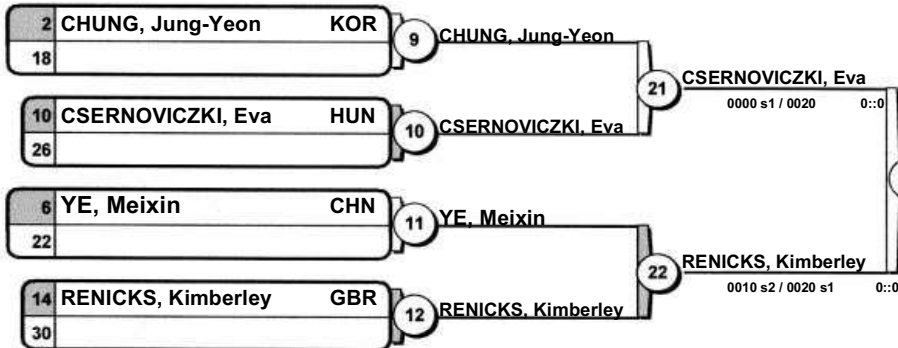 2 CHUNG, Jung-Yeon KOR
18
9 CHUNG, Jung-Yeon
21 CSERNOVICZKI, Eva
0000 s1 / 0020 0::0
10 CSERNOVICZKI, Eva HUN
26
10 CSERNOVICZKI, Eva
6 YE, Meixin CHN
22
11 YE, Meixin
22 RENICKS, Kimberley
0010 s2 / 0020 s1 0::0
14 RENICKS, Kimberley GBR
30
12 RENICKS, Kimberley